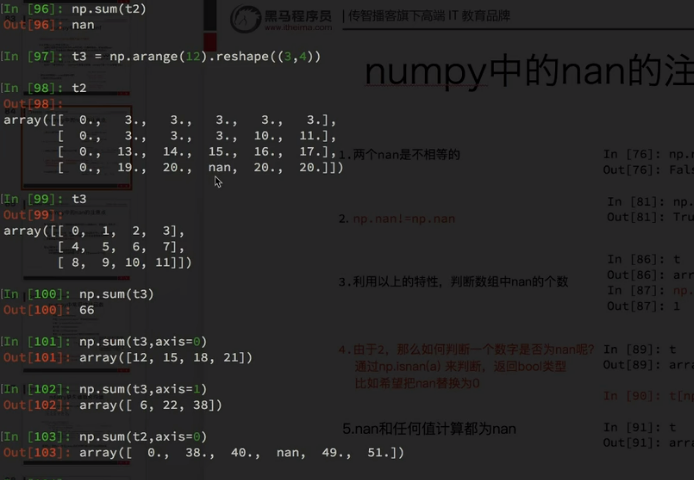 In [96]: np.sum(t2)
Out[96]: nan
In [97]: t3 = np.arange(12).reshape((3,4))
In [98]: t2
Out[98]:
array([[ 0., 3., 3., 3., 3., 3.],
[ 0., 3., 3., 3., 10., 11.],
[ 0., 13., 14., 15., 16., 17.],
[ 0., 19., 20., nan, 20., 20.]])
In [99]: t3
Out[99]:
array([[ 0, 1, 2, 3],
[ 4, 5, 6, 7],
[ 8, 9, 10, 11]])
In [100]: np.sum(t3)
Out[100]: 66
In [101]: np.sum(t3,axis=0)
Out[101]: array([12, 15, 18, 21])
In [102]: np.sum(t3,axis=1)
Out[102]: array([ 6, 22, 38])
In [103]: np.sum(t2,axis=0)
Out[103]: array([ 0., 38., 40., nan, 49., 51.])
黑马程序员
www.itheima.com
传智播客旗下高端 IT 教育品牌
numpy中的nan的注
1.两个nan是不相等的
In [76]: np.n
Out[76]: Fals
2. np.nan!=np.nan
In [81]: np.
Out[81]: Tru
3.利用以上的特性，判断数组中nan的个数
In [86]: t
Out[86]: arr
In [87]: np.
Out[87]: 1
4.由于2，那么如何判断一个数字是否为nan呢?
通过np.isnan(a) 来判断，返回bool类型
比如希望把nan替换为0
In [89]: t
Out[89]: arra
In [90]: t[np
5.nan和任何值计算都为nan
In [91]: t
Out[91]: arra